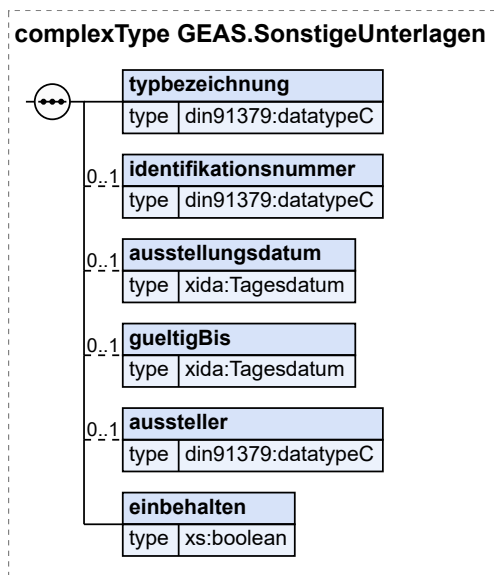 complexType GEAS.SonstigeUnterlagen
typbezeichnung
type din91379:datatypeC
0..1 identifikationsnummer
type din91379:datatypeC
0..1 ausstellungsdatum
type xida:Tagesdatum
0..1 gueltigBis
type xida:Tagesdatum
0..1 aussteller
type din91379:datatypeC
einbehalten
type xs:boolean